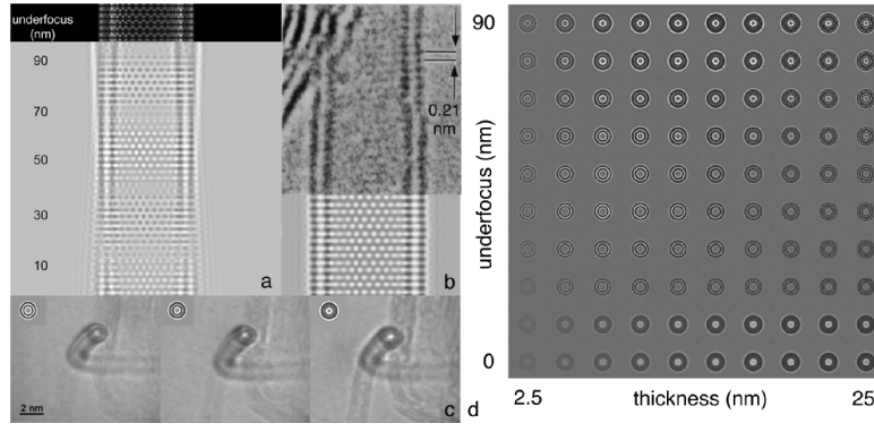 underfocus
(nm)
90
70
50
30
10
a
0.21
nm
b
2 nm
c
d
90
underfocus (nm)
0
2.5
thickness (nm)
25